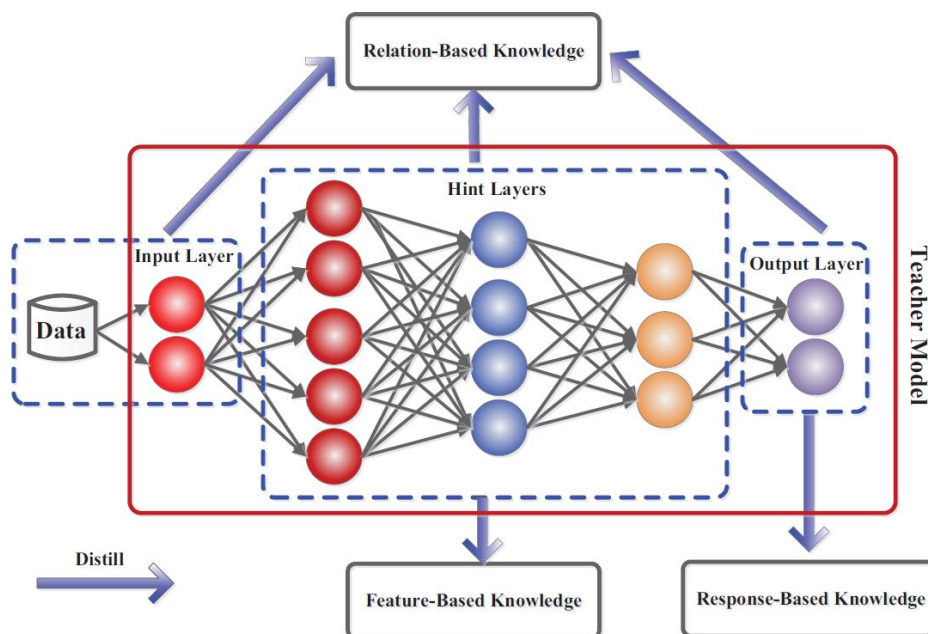 Relation-Based Knowledge
Hint Layers
Input Layer
Output Layer
Data
Teacher Model
Distill
Feature-Based Knowledge
Response-Based Knowledge